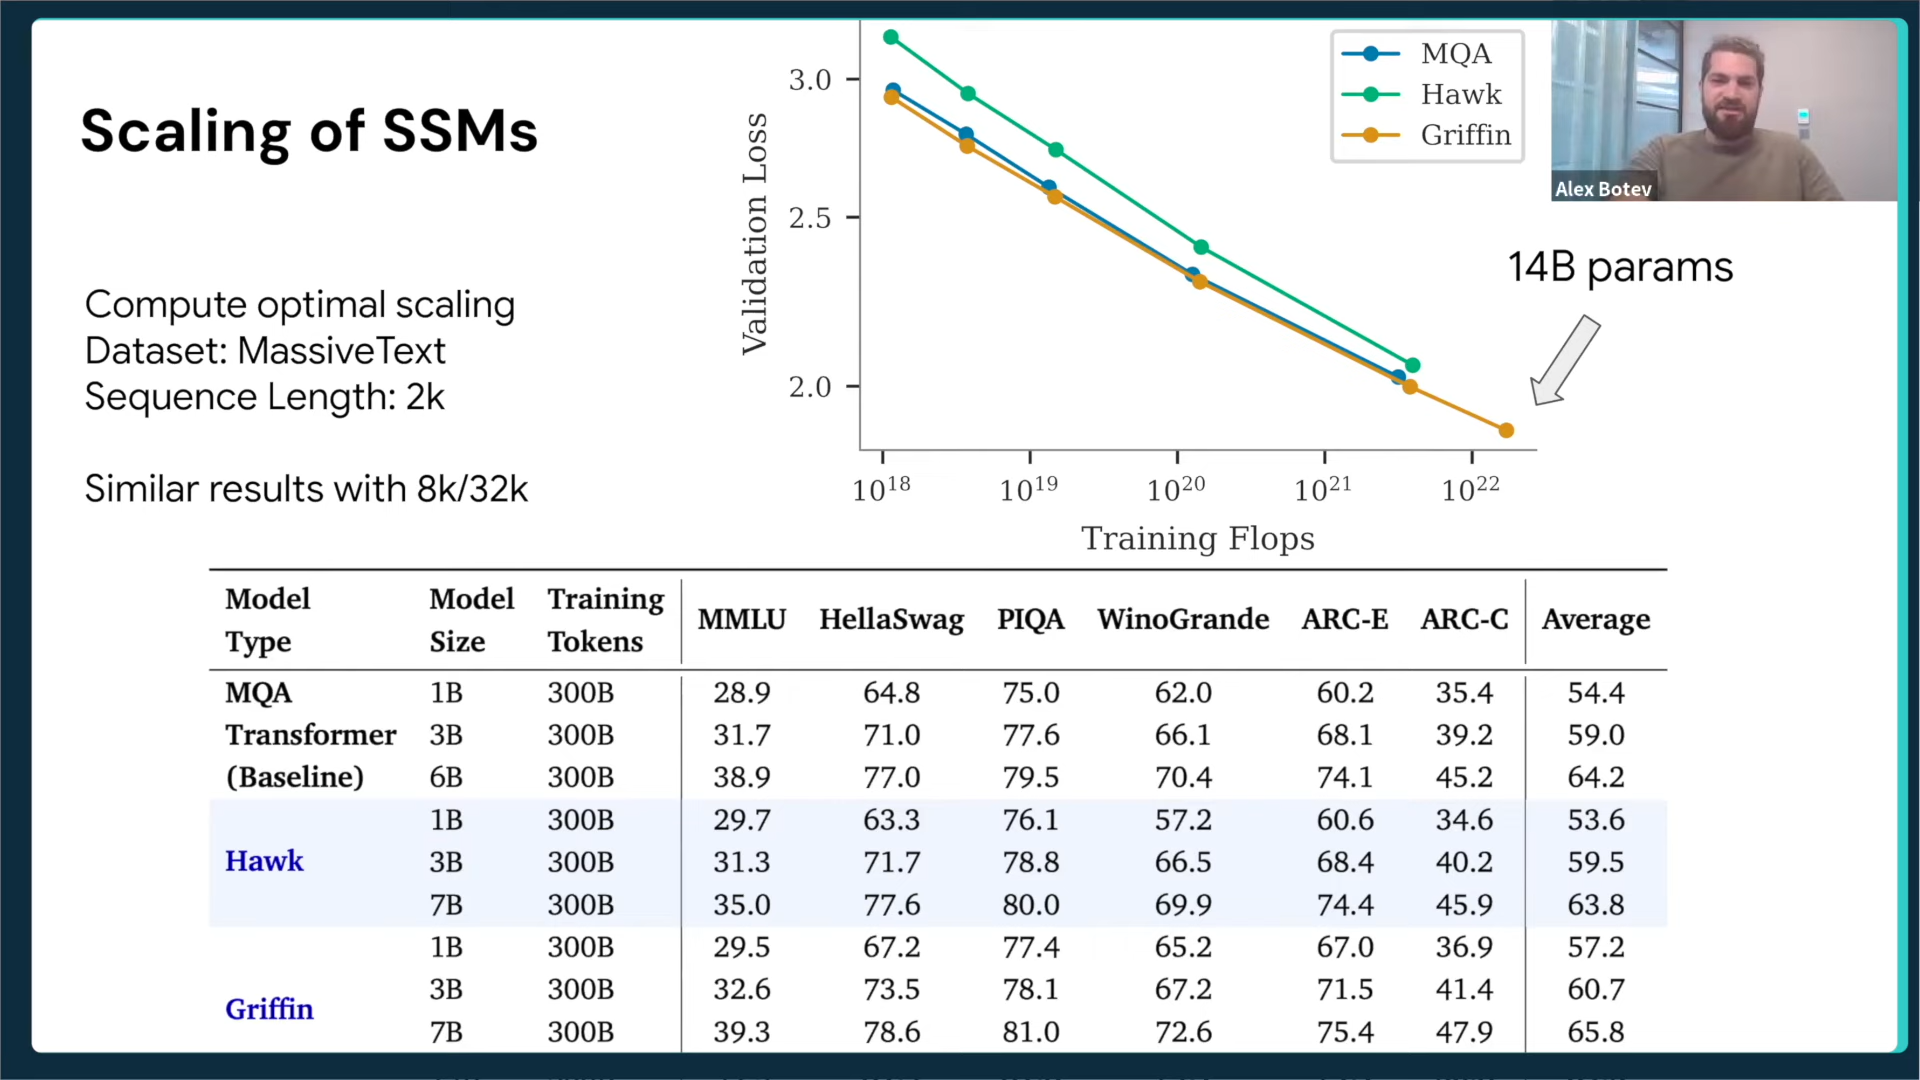 Scaling of SSMs
Compute optimal scaling
Dataset: MassiveText
Sequence Length: 2k
Similar results with 8k/32k
Validation Loss
3.0
2.5
2.0
10¹⁸ 10¹⁹ 10²⁰ 10²¹ 10²²
Training Flops
MQA
Hawk
Griffin
Alex Botev
14B params
Model Type Model Size Training Tokens MMLU HellaSwag PIQA WinoGrande ARC-E ARC-C Average
MQA 1B 300B 28.9 64.8 75.0 62.0 60.2 35.4 54.4
Transformer 3B 300B 31.7 71.0 77.6 66.1 68.1 39.2 59.0
(Baseline) 6B 300B 38.9 77.0 79.5 70.4 74.1 45.2 64.2
1B 300B 29.7 63.3 76.1 57.2 60.6 34.6 53.6
Hawk 3B 300B 31.3 71.7 78.8 66.5 68.4 40.2 59.5
7B 300B 35.0 77.6 80.0 69.9 74.4 45.9 63.8
1B 300B 29.5 67.2 77.4 65.2 67.0 36.9 57.2
3B 300B 32.6 73.5 78.1 67.2 71.5 41.4 60.7
Griffin
7B 300B 39.3 78.6 81.0 72.6 75.4 47.9 65.8